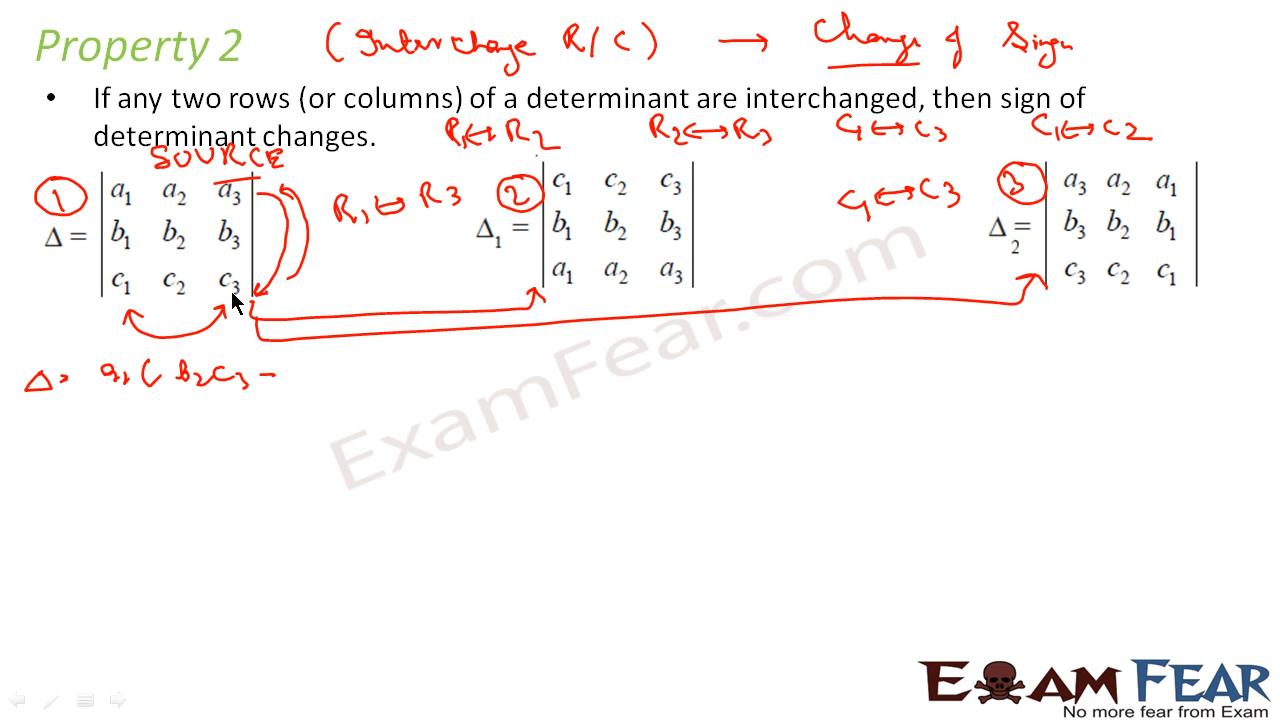 Property 2 (Interchange R/C) → Change of Sign
• If any two rows (or columns) of a determinant are interchanged, then sign of
determinant changes.
R₁↔R₂ R₂↔R₃ C₁↔C₃ C₁↔C₂
SOURCE
① Δ = | a₁ a₂ a₃ | R₁↔R₃ ② Δ₁ = | c₁ c₂ c₃ | C₁↔C₃ ③ Δ₂ = | a₃ a₂ a₁ |
| b₁ b₂ b₃ | | b₁ b₂ b₃ | | b₃ b₂ b₁ |
| c₁ c₂ c₃ | | a₁ a₂ a₃ | | c₃ c₂ c₁ |
Δ = a₁ ( b₂c₃ −
ExamFear.com
EXAM FEAR
No more fear from Exam